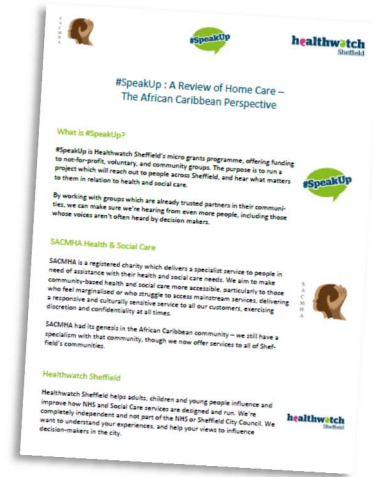 SACMHA
#SpeakUp
healthwatch
Sheffield
#SpeakUp : A Review of Home Care –
The African Caribbean Perspective
What is #SpeakUp?
#SpeakUp is Healthwatch Sheffield's micro grants programme, offering funding
to not-for-profit, voluntary, and community groups. The purpose is to run a
project which will reach out to people across Sheffield, and hear what matters
to them in relation to health and social care.
#SpeakUp
By working with groups which are already trusted partners in their communi-
ties, we can make sure we're hearing from even more people, including those
whose voices aren't often heard by decision makers.
SACMHA Health & Social Care
SACMHA is a registered charity which delivers a specialist service to people in
need of assistance with their health and social care needs. We aim to make
community-based health and social care more accessible, particularly to those
who feel marginalised or who struggle to access mainstream services, delivering
a responsive and culturally sensitive service to all our customers, exercising
discretion and confidentiality at all times.
SACMHA
SACMHA had its genesis in the African Caribbean community – we still have a
specialism with that community, though we now offer services to all of Shef-
field's communities.
Healthwatch Sheffield
Healthwatch Sheffield helps adults, children and young people influence and
improve how NHS and Social Care services are designed and run. We're
completely independent and not part of the NHS or Sheffield City Council. We
want to understand your experiences, and help your views to influence
decision-makers in the city.
healthwatch
Sheffield